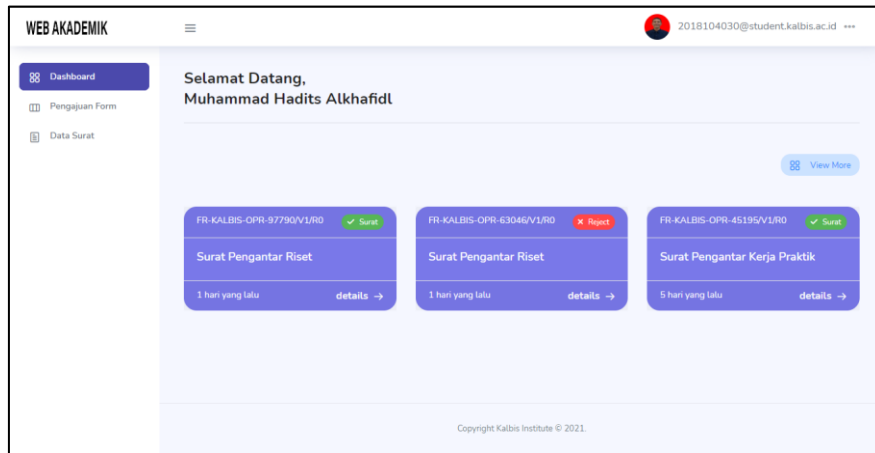 WEB AKADEMIK
2018104030@student.kalbis.ac.id
Dashboard
Pengajuan Form
Data Surat
Selamat Datang,
Muhammad Hadits Alkhafidl
View More
FR-KALBIS-OPR-97790/V1/R0
Surat
Surat Pengantar Riset
1 hari yang lalu
details →
FR-KALBIS-OPR-63046/V1/R0
Reject
Surat Pengantar Riset
1 hari yang lalu
details →
FR-KALBIS-OPR-45195/V1/R0
Surat
Surat Pengantar Kerja Praktik
5 hari yang lalu
details →
Copyright Kalbis Institute © 2021.